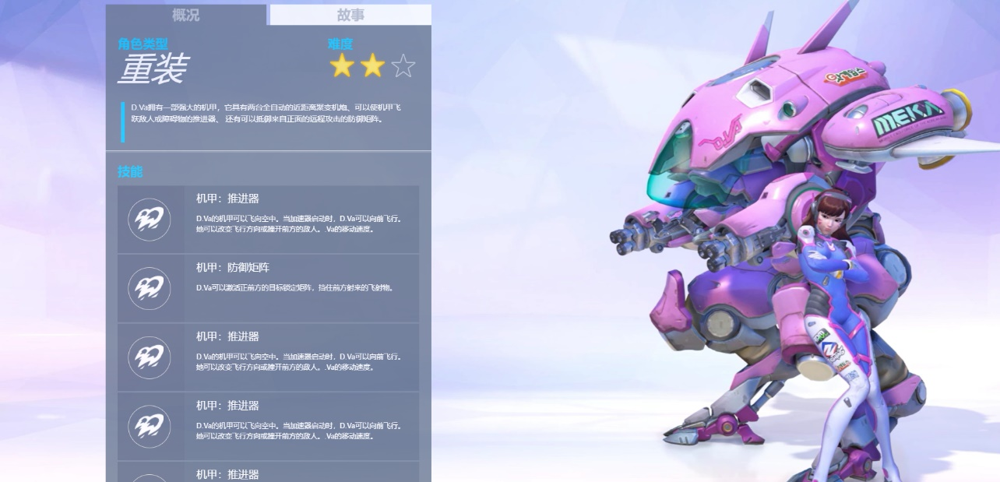 概况
故事
角色类型
难度
重装
D.Va拥有一部强大的机甲，它具有两台全自动的近距离聚变机炮、可以使机甲飞
跃敌人或障碍物的推进器、 还有可以抵御来自正面的远程攻击的防御矩阵。
技能
机甲：推进器
D.Va的机甲可以飞向空中。当加速器启动时，D.Va可以向前飞行。
她可以改变飞行方向或撞开前方的敌人。.Va的移动速度。
机甲：防御矩阵
D.Va可以激活正前方的目标锁定矩阵，挡住前方射来的飞射物。
机甲：推进器
D.Va的机甲可以飞向空中。当加速器启动时，D.Va可以向前飞行。
她可以改变飞行方向或撞开前方的敌人。.Va的移动速度。
机甲：推进器
D.Va的机甲可以飞向空中。当加速器启动时，D.Va可以向前飞行。
她可以改变飞行方向或撞开前方的敌人。.Va的移动速度。
机甲：推进器
D.VA
MEKA